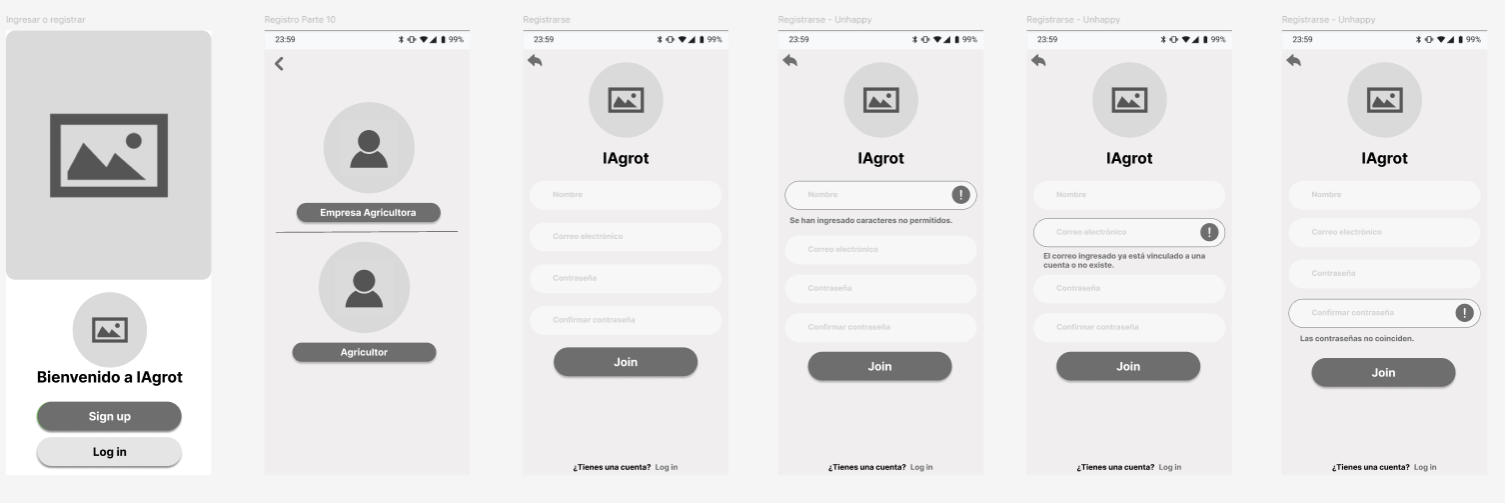 Ingresar o registrar
Bienvenido a IAgrot
Sign up
Log in
Registro Parte 10
23:59
99%
Empresa Agricultora
Agricultor
Registrarse
23:59
99%
IAgrot
Nombre
Correo electrónico
Contraseña
Confirmar contraseña
Join
¿Tienes una cuenta? Log in
Registrarse - Unhappy
23:59
99%
IAgrot
Nombre
!
Se han ingresado caracteres no permitidos.
Correo electrónico
Contraseña
Confirmar contraseña
Join
¿Tienes una cuenta? Log in
Registrarse - Unhappy
23:59
99%
IAgrot
Nombre
Correo electrónico
!
El correo ingresado ya está vinculado a una
cuenta o no existe.
Contraseña
Confirmar contraseña
Join
¿Tienes una cuenta? Log in
Registrarse - Unhappy
23:59
99%
IAgrot
Nombre
Correo electrónico
Contraseña
Confirmar contraseña
!
Las contraseñas no coinciden.
Join
¿Tienes una cuenta? Log in